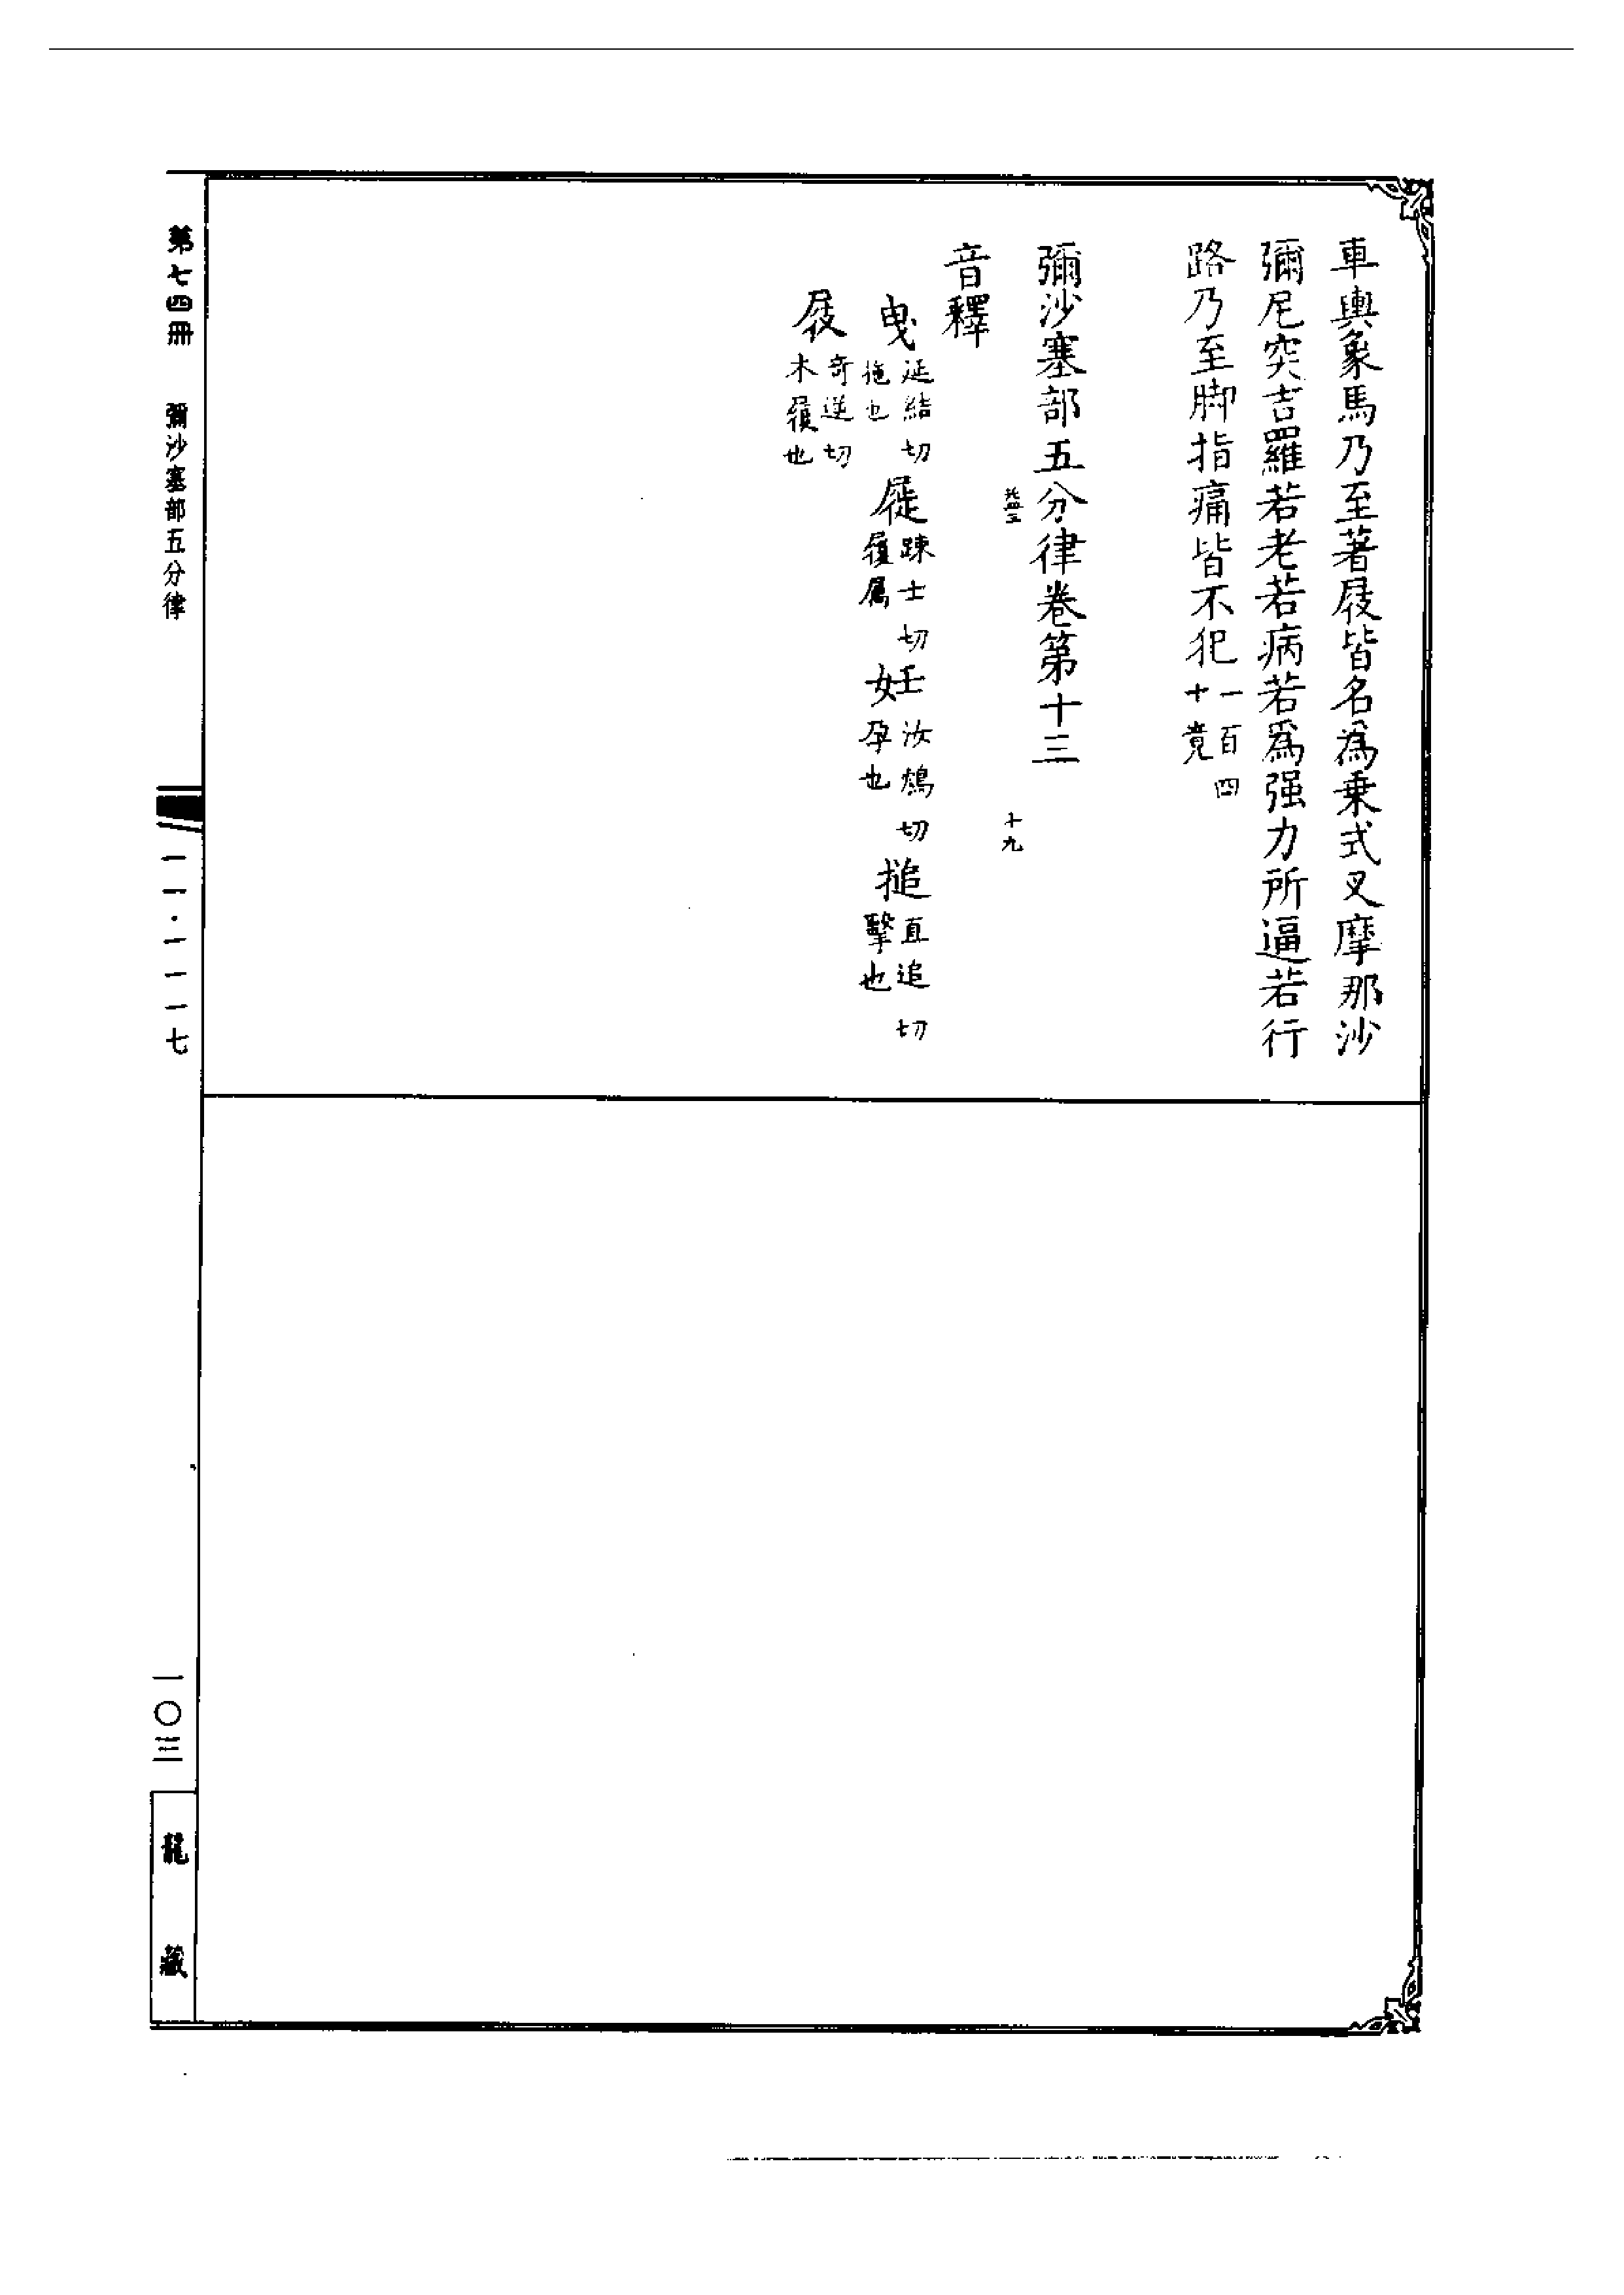 車輿象馬乃至著屐皆名為乗式叉摩那沙
彌尼突吉羅若老若病若爲强力所逼若行
路乃至脚指痛皆不犯一百四十竟
彌沙塞部五分律卷第十三
十九
音釋
曵延結切拖也 屣踈士切履屬 妊汝鴆切孕也 搥直追切擊也
屐奇逆切木履也
第七四冊 彌沙塞部五分律 一一·一一一七 一〇三 龍藏